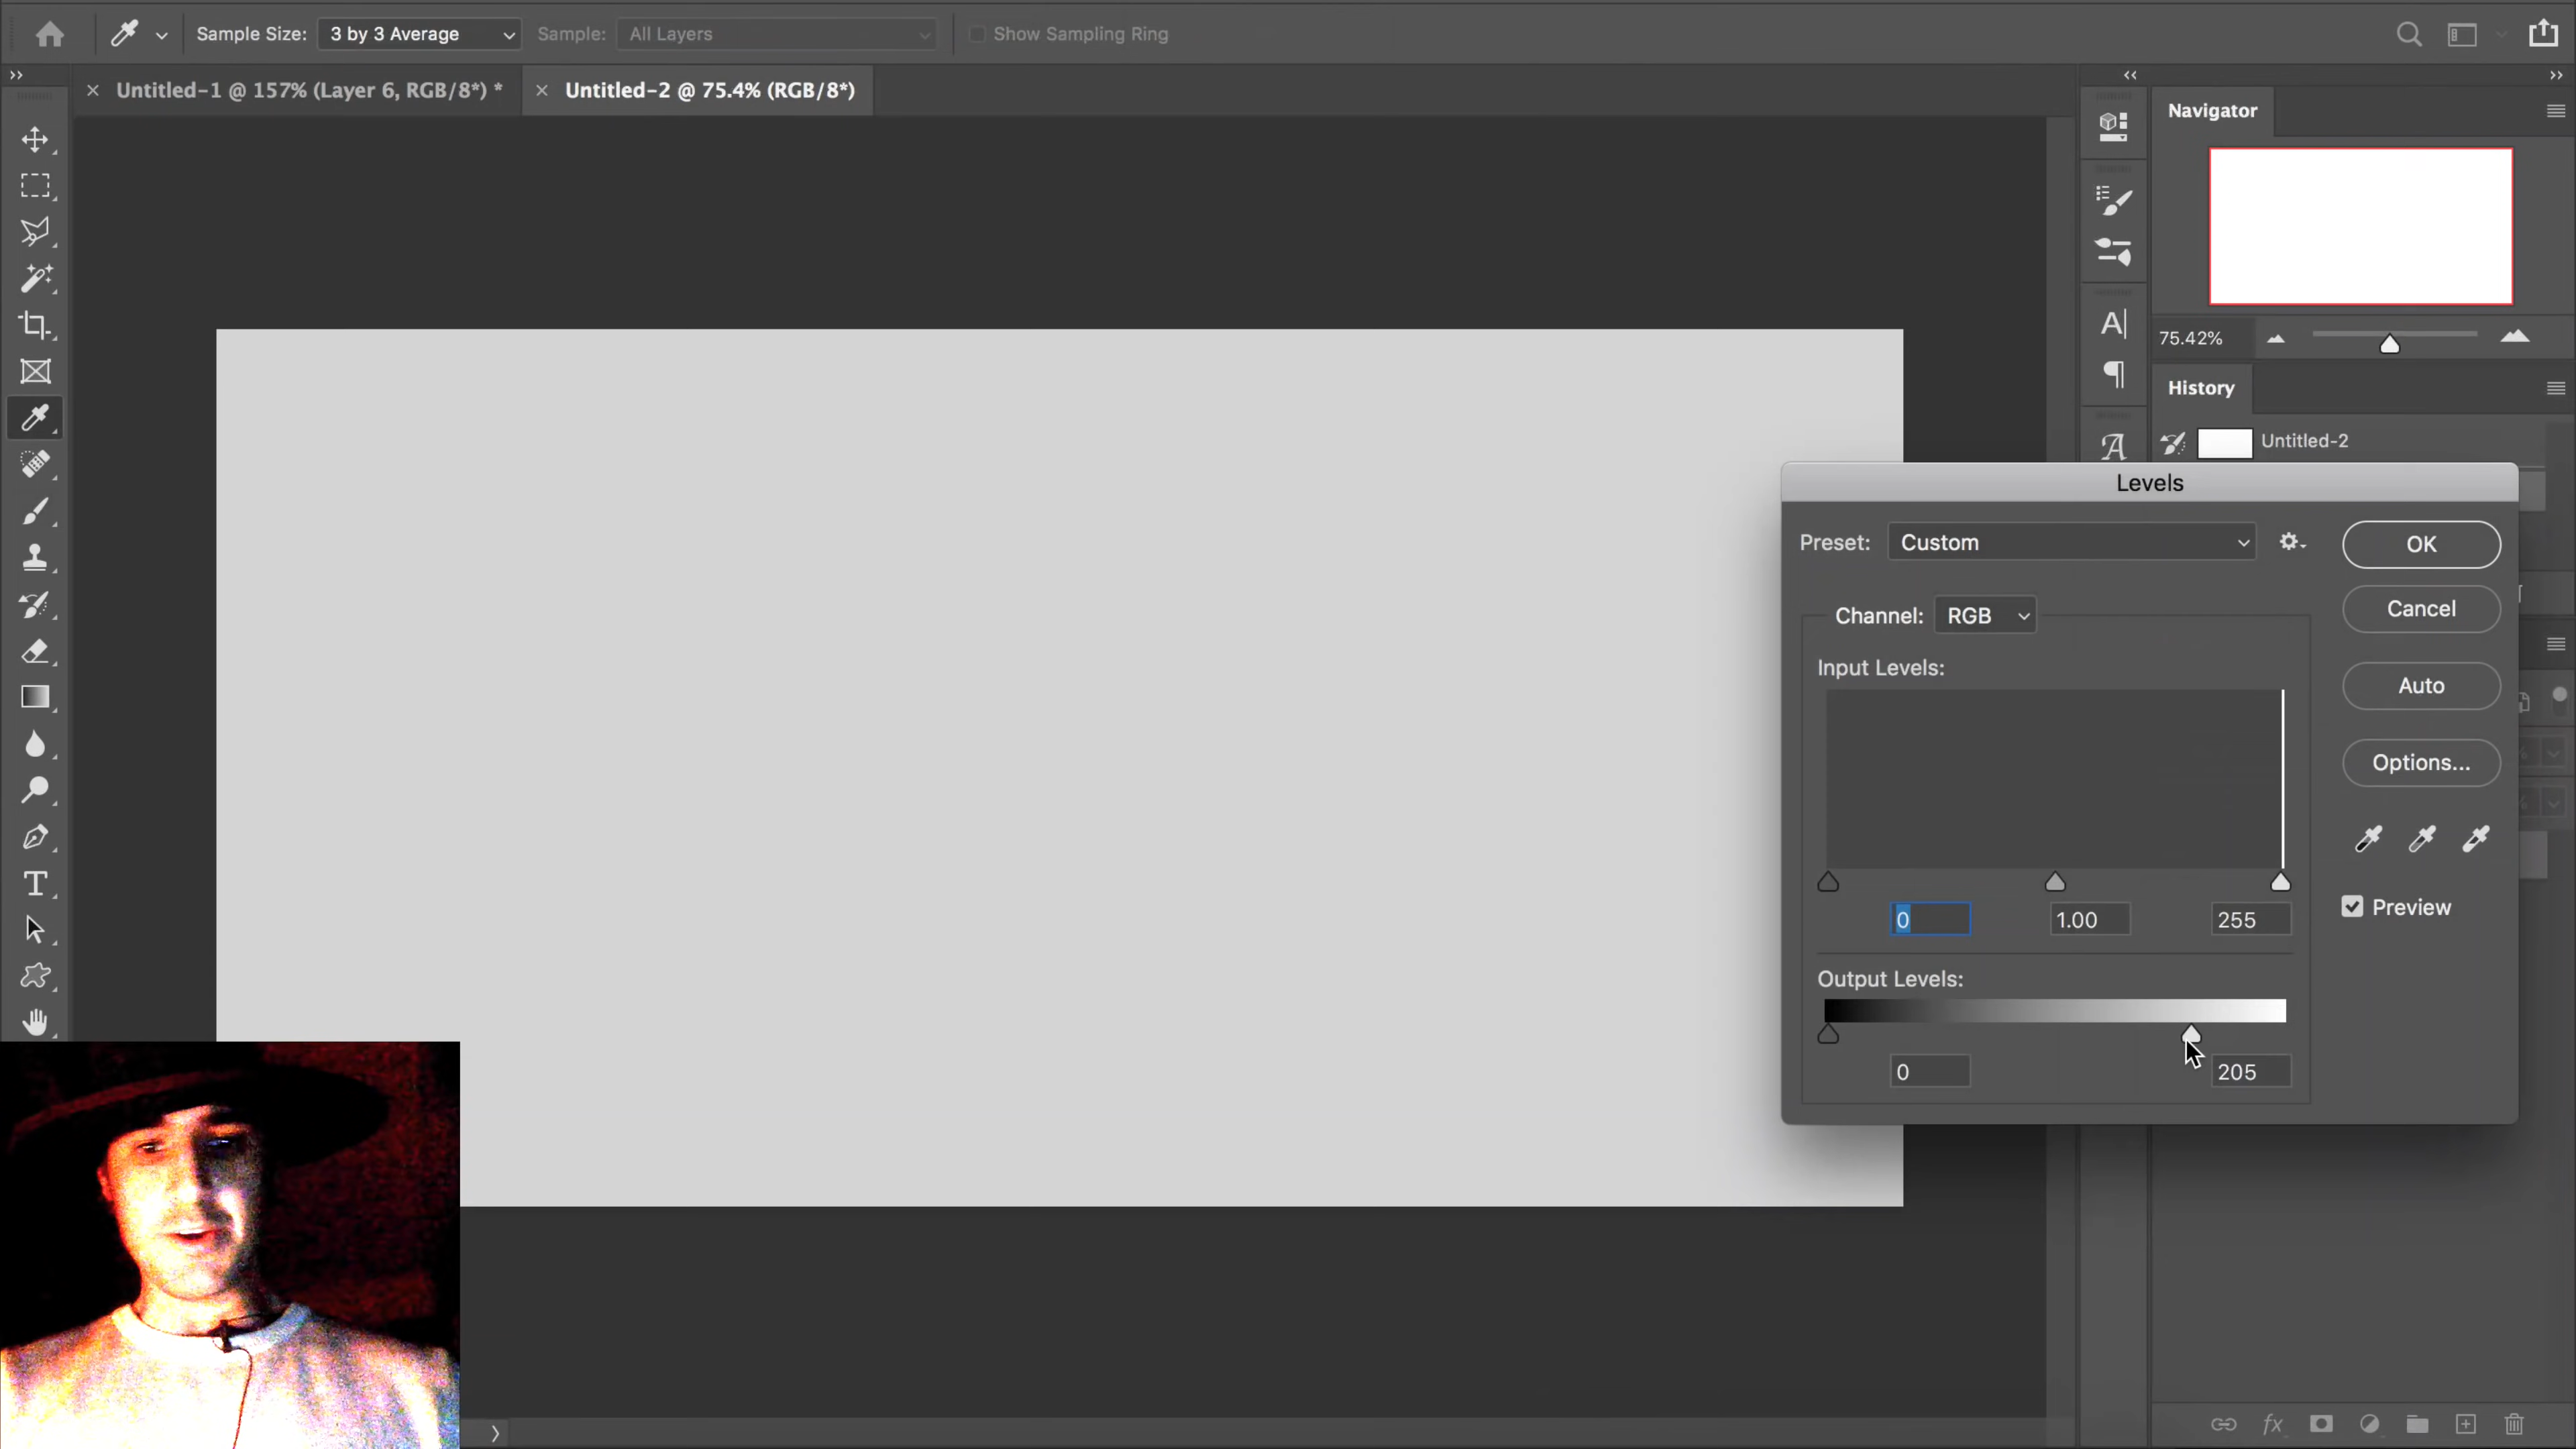 Sample Size: 3 by 3 Average Sample: All Layers Show Sampling Ring
Untitled-1 @ 157% (Layer 6, RGB/8*) *
Untitled-2 @ 75.4% (RGB/8*)
Navigator
75.42%
History
Untitled-2
Levels
Preset: Custom
OK
Channel: RGB
Cancel
Input Levels:
Auto
Options...
0 1.00 255
Preview
Output Levels:
0 205